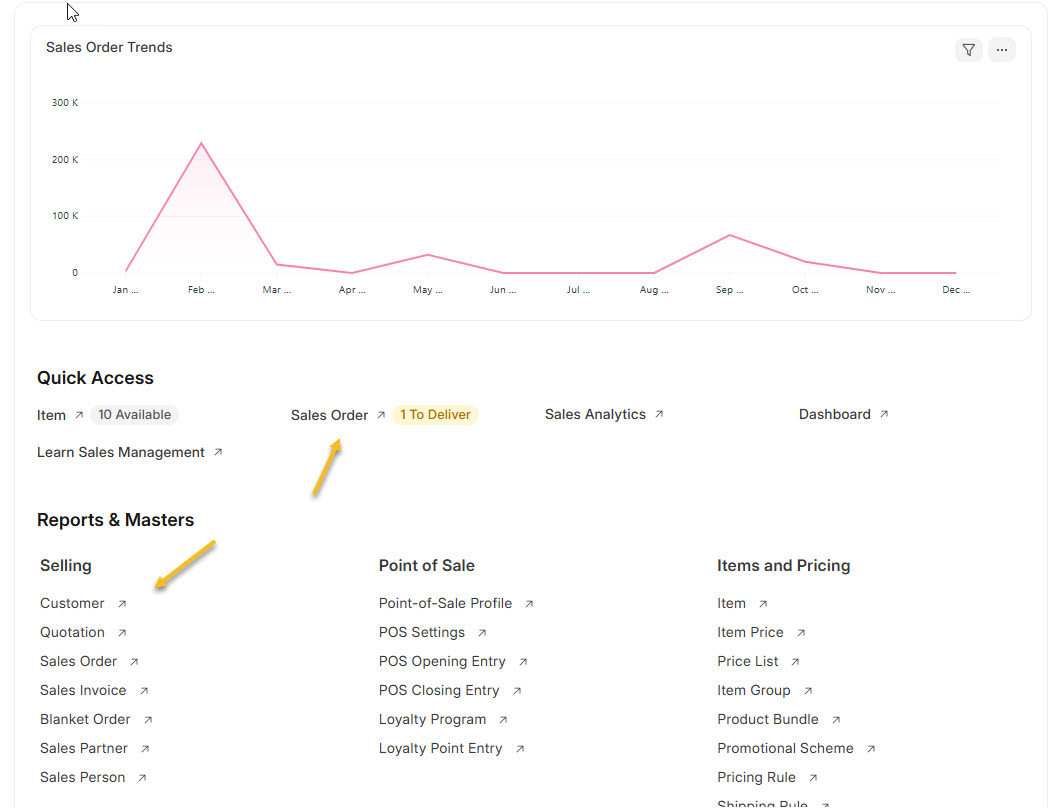 Sales Order Trends
...
300 K
200 K
100 K
0
Jan ... Feb ... Mar ... Apr ... May ... Jun ... Jul ... Aug ... Sep ... Oct ... Nov ... Dec ...
Quick Access
Item 10 Available
Sales Order 1 To Deliver
Sales Analytics
Dashboard
Learn Sales Management
Reports & Masters
Selling
Customer
Quotation
Sales Order
Sales Invoice
Blanket Order
Sales Partner
Sales Person
Point of Sale
Point-of-Sale Profile
POS Settings
POS Opening Entry
POS Closing Entry
Loyalty Program
Loyalty Point Entry
Items and Pricing
Item
Item Price
Price List
Item Group
Product Bundle
Promotional Scheme
Pricing Rule
Shipping Rule